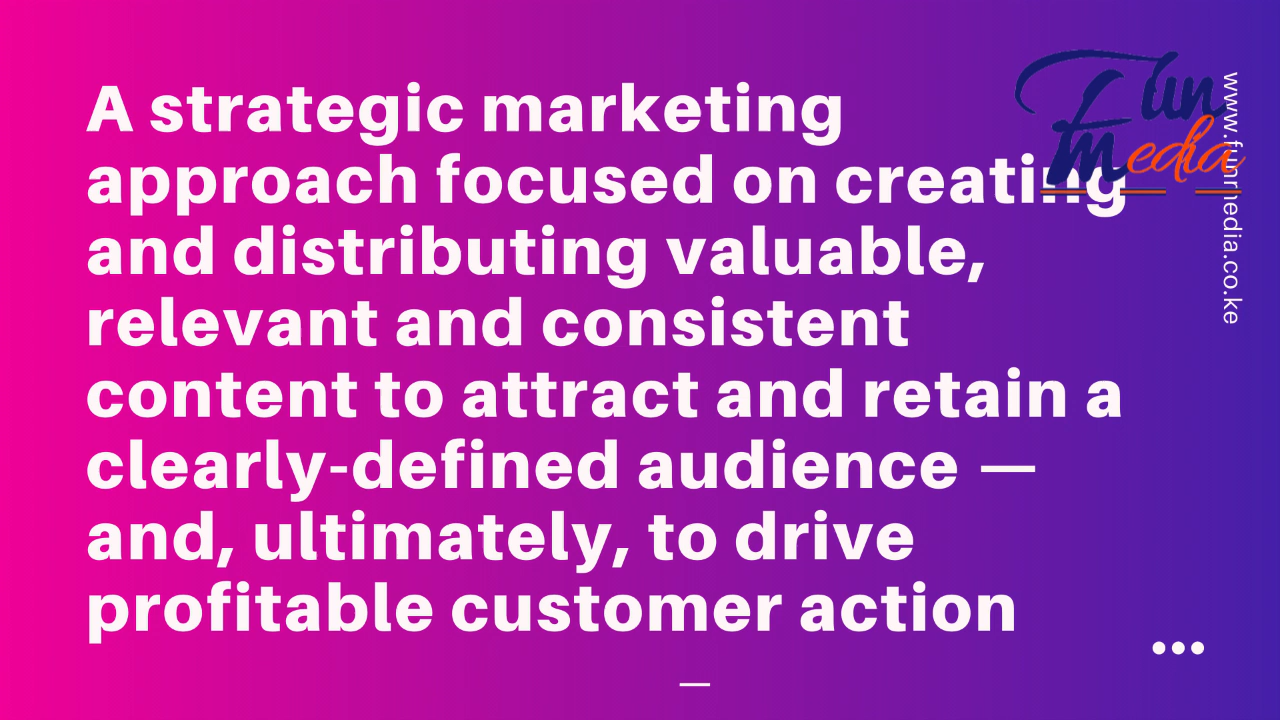 A strategic marketing
approach focused on creating
and distributing valuable,
relevant and consistent
content to attract and retain a
clearly-defined audience —
and, ultimately, to drive
profitable customer action
Fun
Media
www.funmedia.co.ke